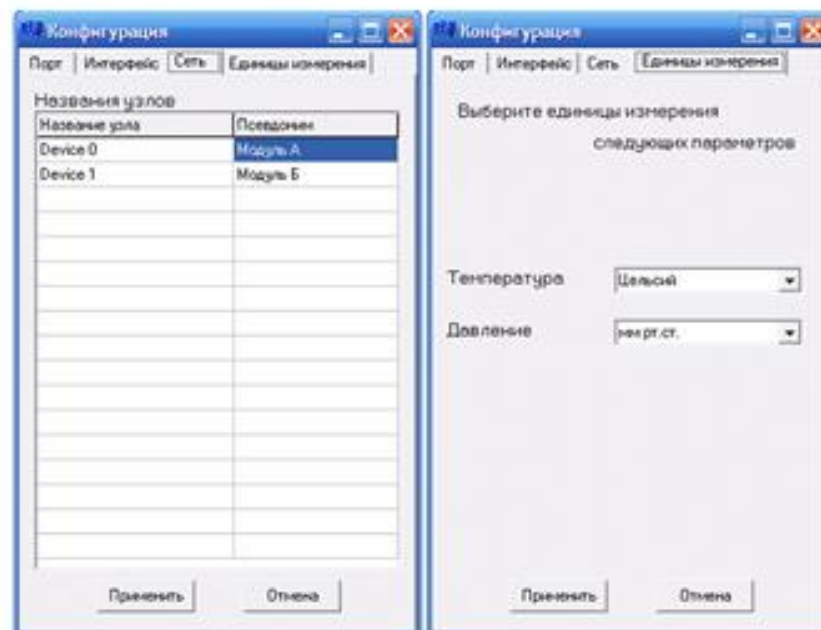 Конфигурация
Порт Интерфейс Сеть Единицы измерения
Названия узлов
Название узла Псевдоним
Device 0 Модуль А
Device 1 Модуль Б
Применить Отмена
Конфигурация
Порт Интерфейс Сеть Единицы измерения
Выберите единицы измерения
следующих параметров
Температура Цельсий
Давление мм рт.ст.
Применить Отмена